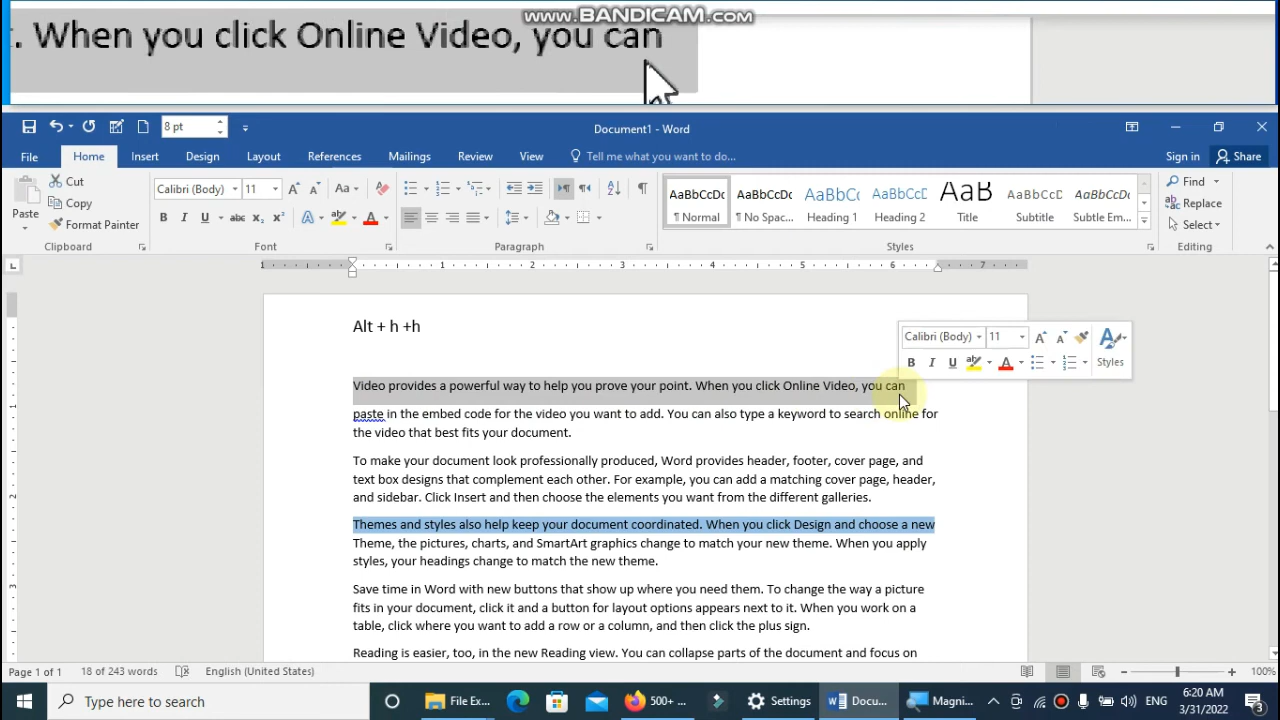 www.BANDICAM.com
. When you click Online Video, you can
8 pt
Document1 - Word
File Home Insert Design Layout References Mailings Review View Tell me what you want to do... Sign in Share
Paste
Cut
Copy
Format Painter
Calibri (Body) 11
AaBbCcDc AaBbCcDc AaBbCc AaBbCcD AaB AaBbCcD AaBbCcDc
¶ Normal ¶ No Spac... Heading 1 Heading 2 Title Subtitle Subtle Em...
Find
Replace
Select
Clipboard Font Paragraph Styles Editing
1 1 2 3 4 5 6 7
Alt + h +h
Calibri (Body) 11
Styles
Video provides a powerful way to help you prove your point. When you click Online Video, you can
paste in the embed code for the video you want to add. You can also type a keyword to search online for
the video that best fits your document.
To make your document look professionally produced, Word provides header, footer, cover page, and
text box designs that complement each other. For example, you can add a matching cover page, header,
and sidebar. Click Insert and then choose the elements you want from the different galleries.
Themes and styles also help keep your document coordinated. When you click Design and choose a new
Theme, the pictures, charts, and SmartArt graphics change to match your new theme. When you apply
styles, your headings change to match the new theme.
Save time in Word with new buttons that show up where you need them. To change the way a picture
fits in your document, click it and a button for layout options appears next to it. When you work on a
table, click where you want to add a row or a column, and then click the plus sign.
Reading is easier, too, in the new Reading view. You can collapse parts of the document and focus on
Page 1 of 1 18 of 243 words English (United States) 100%
Type here to search
File Ex... 500+ ... Settings Docu... Magni... ENG
6:20 AM
3/31/2022
3